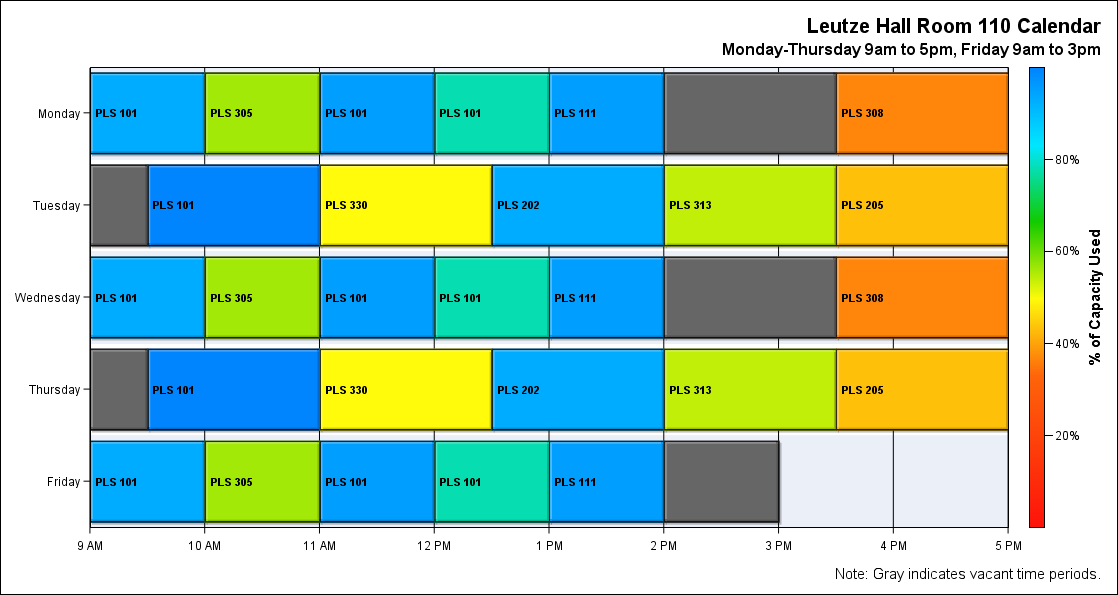 Leutze Hall Room 110 Calendar
Monday-Thursday 9am to 5pm, Friday 9am to 3pm
Monday
PLS 101
PLS 305
PLS 101
PLS 101
PLS 111
PLS 308
Tuesday
PLS 101
PLS 330
PLS 202
PLS 313
PLS 205
Wednesday
PLS 101
PLS 305
PLS 101
PLS 101
PLS 111
PLS 308
Thursday
PLS 101
PLS 330
PLS 202
PLS 313
PLS 205
Friday
PLS 101
PLS 305
PLS 101
PLS 101
PLS 111
9 AM
10 AM
11 AM
12 PM
1 PM
2 PM
3 PM
4 PM
5 PM
80%
60%
40%
20%
% of Capacity Used
Note: Gray indicates vacant time periods.